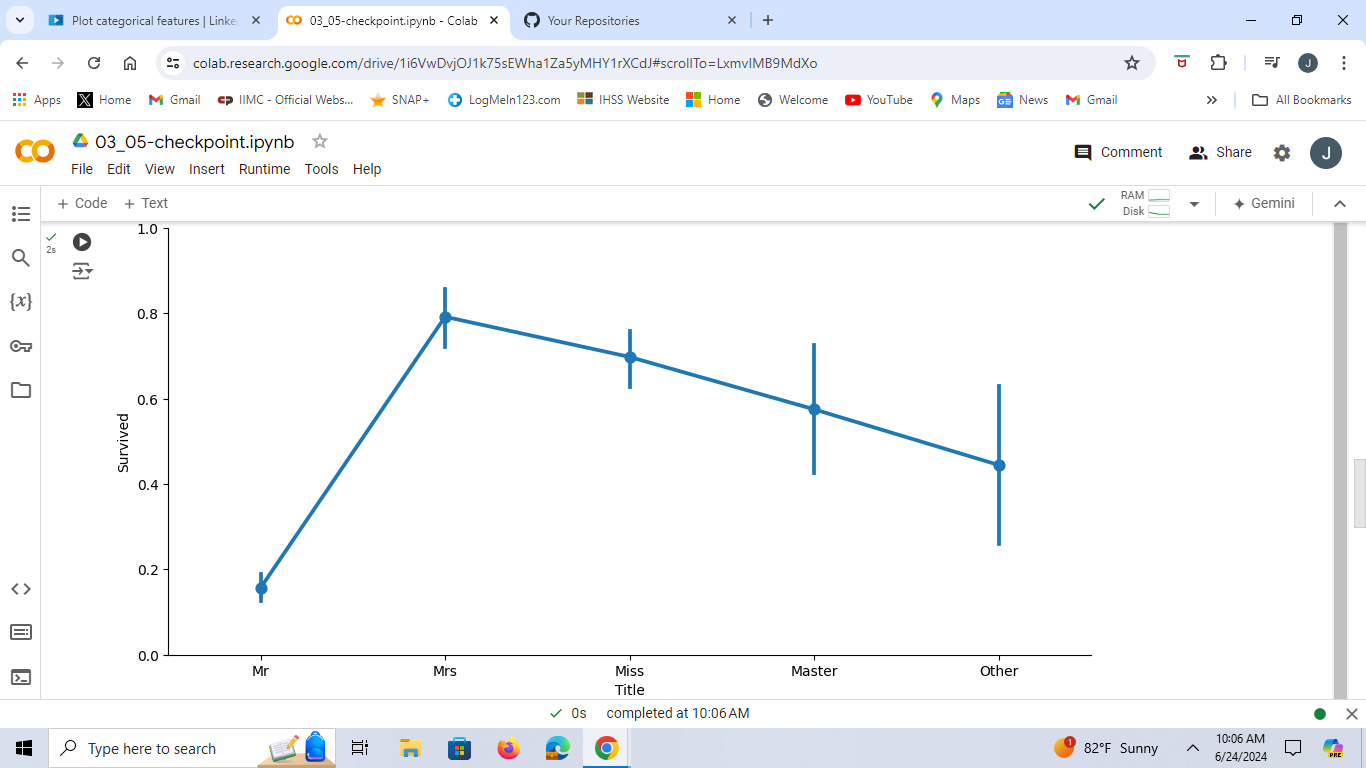 Plot categorical features | Linke
03_05-checkpoint.ipynb - Colab
Your Repositories
colab.research.google.com/drive/1i6VwDvjOJ1k75sEWha1Za5yMHY1rXCdJ#scrollTo=LxmvIMB9MdXo
J
Apps
Home
Gmail
IIMC - Official Webs...
SNAP+
LogMeIn123.com
IHSS Website
Home
Welcome
YouTube
Maps
News
Gmail
All Bookmarks
03_05-checkpoint.ipynb
File Edit View Insert Runtime Tools Help
Comment
Share
J
+ Code + Text
RAM
Disk
Gemini
2s
{x}
1.0
0.8
0.6
0.4
0.2
0.0
Survived
Mr Mrs Miss Master Other
Title
0s completed at 10:06 AM
Type here to search
1
82°F Sunny
10:06 AM
6/24/2024
PRE